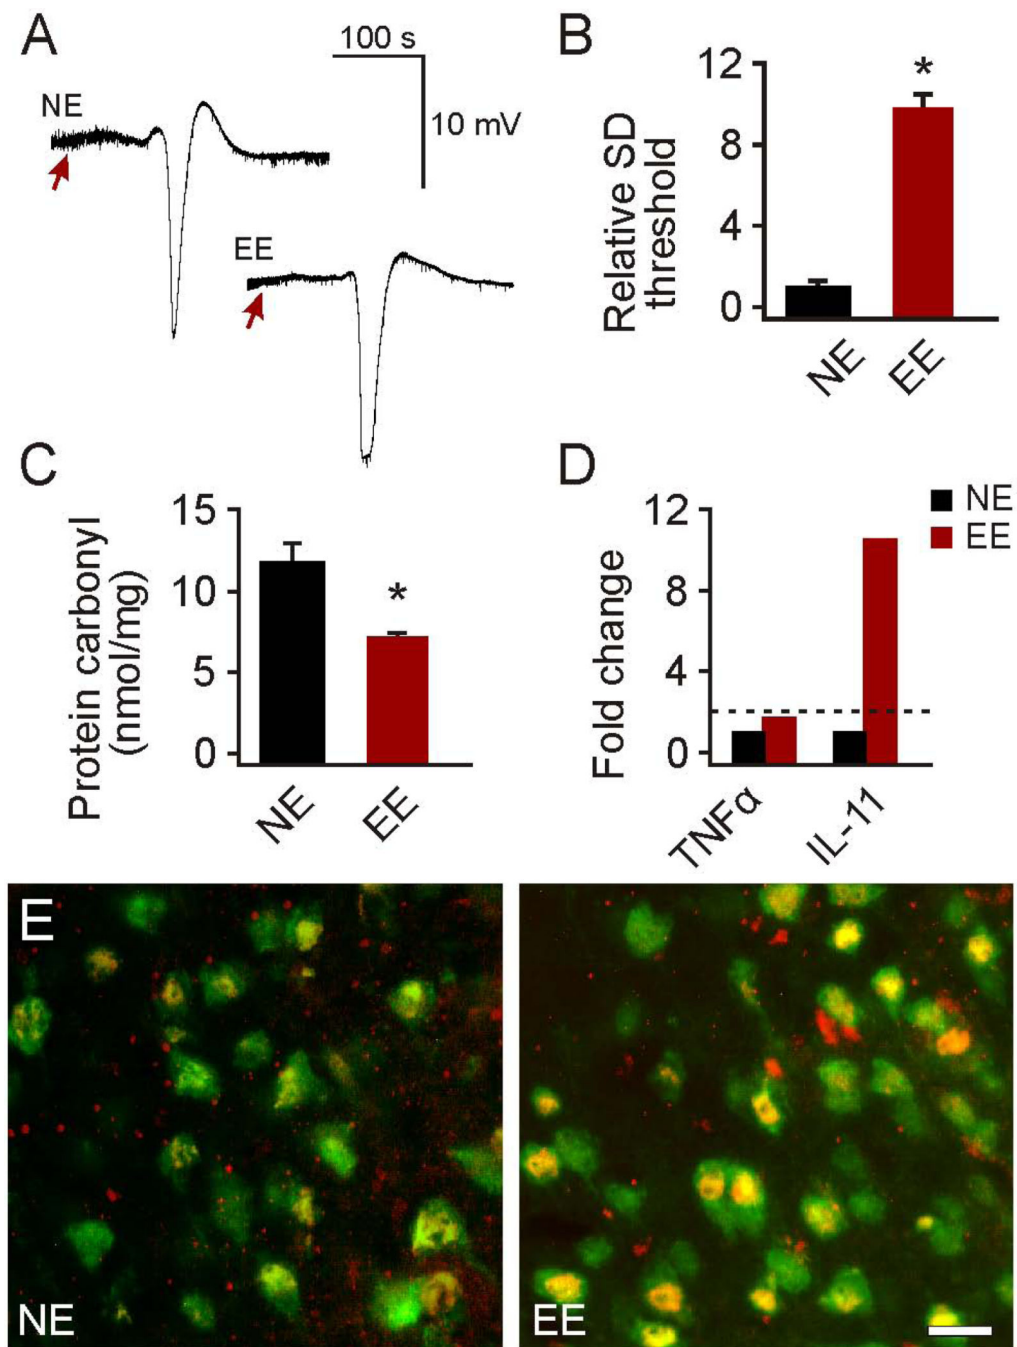 A
100 s
NE
10 mV
EE
B
Relative SD
threshold
12
8
4
0
*
NE
EE
C
Protein carbonyl
(nmol/mg)
15
10
5
0
*
NE
EE
D
NE
EE
Fold change
12
8
4
0
TNFα
IL-11
E
NE
EE